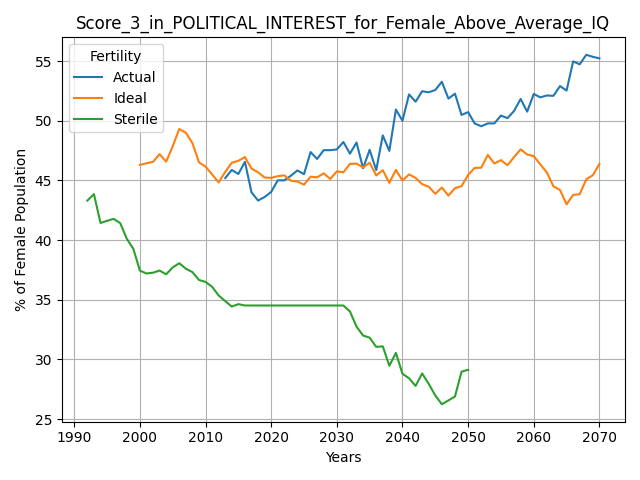 Score_3_in_POLITICAL_INTEREST_for_Female_Above_Average_IQ
Fertility
Actual
Ideal
Sterile
% of Female Population
55
50
45
40
35
30
25
1990
2000
2010
2020
2030
2040
2050
2060
2070
Years